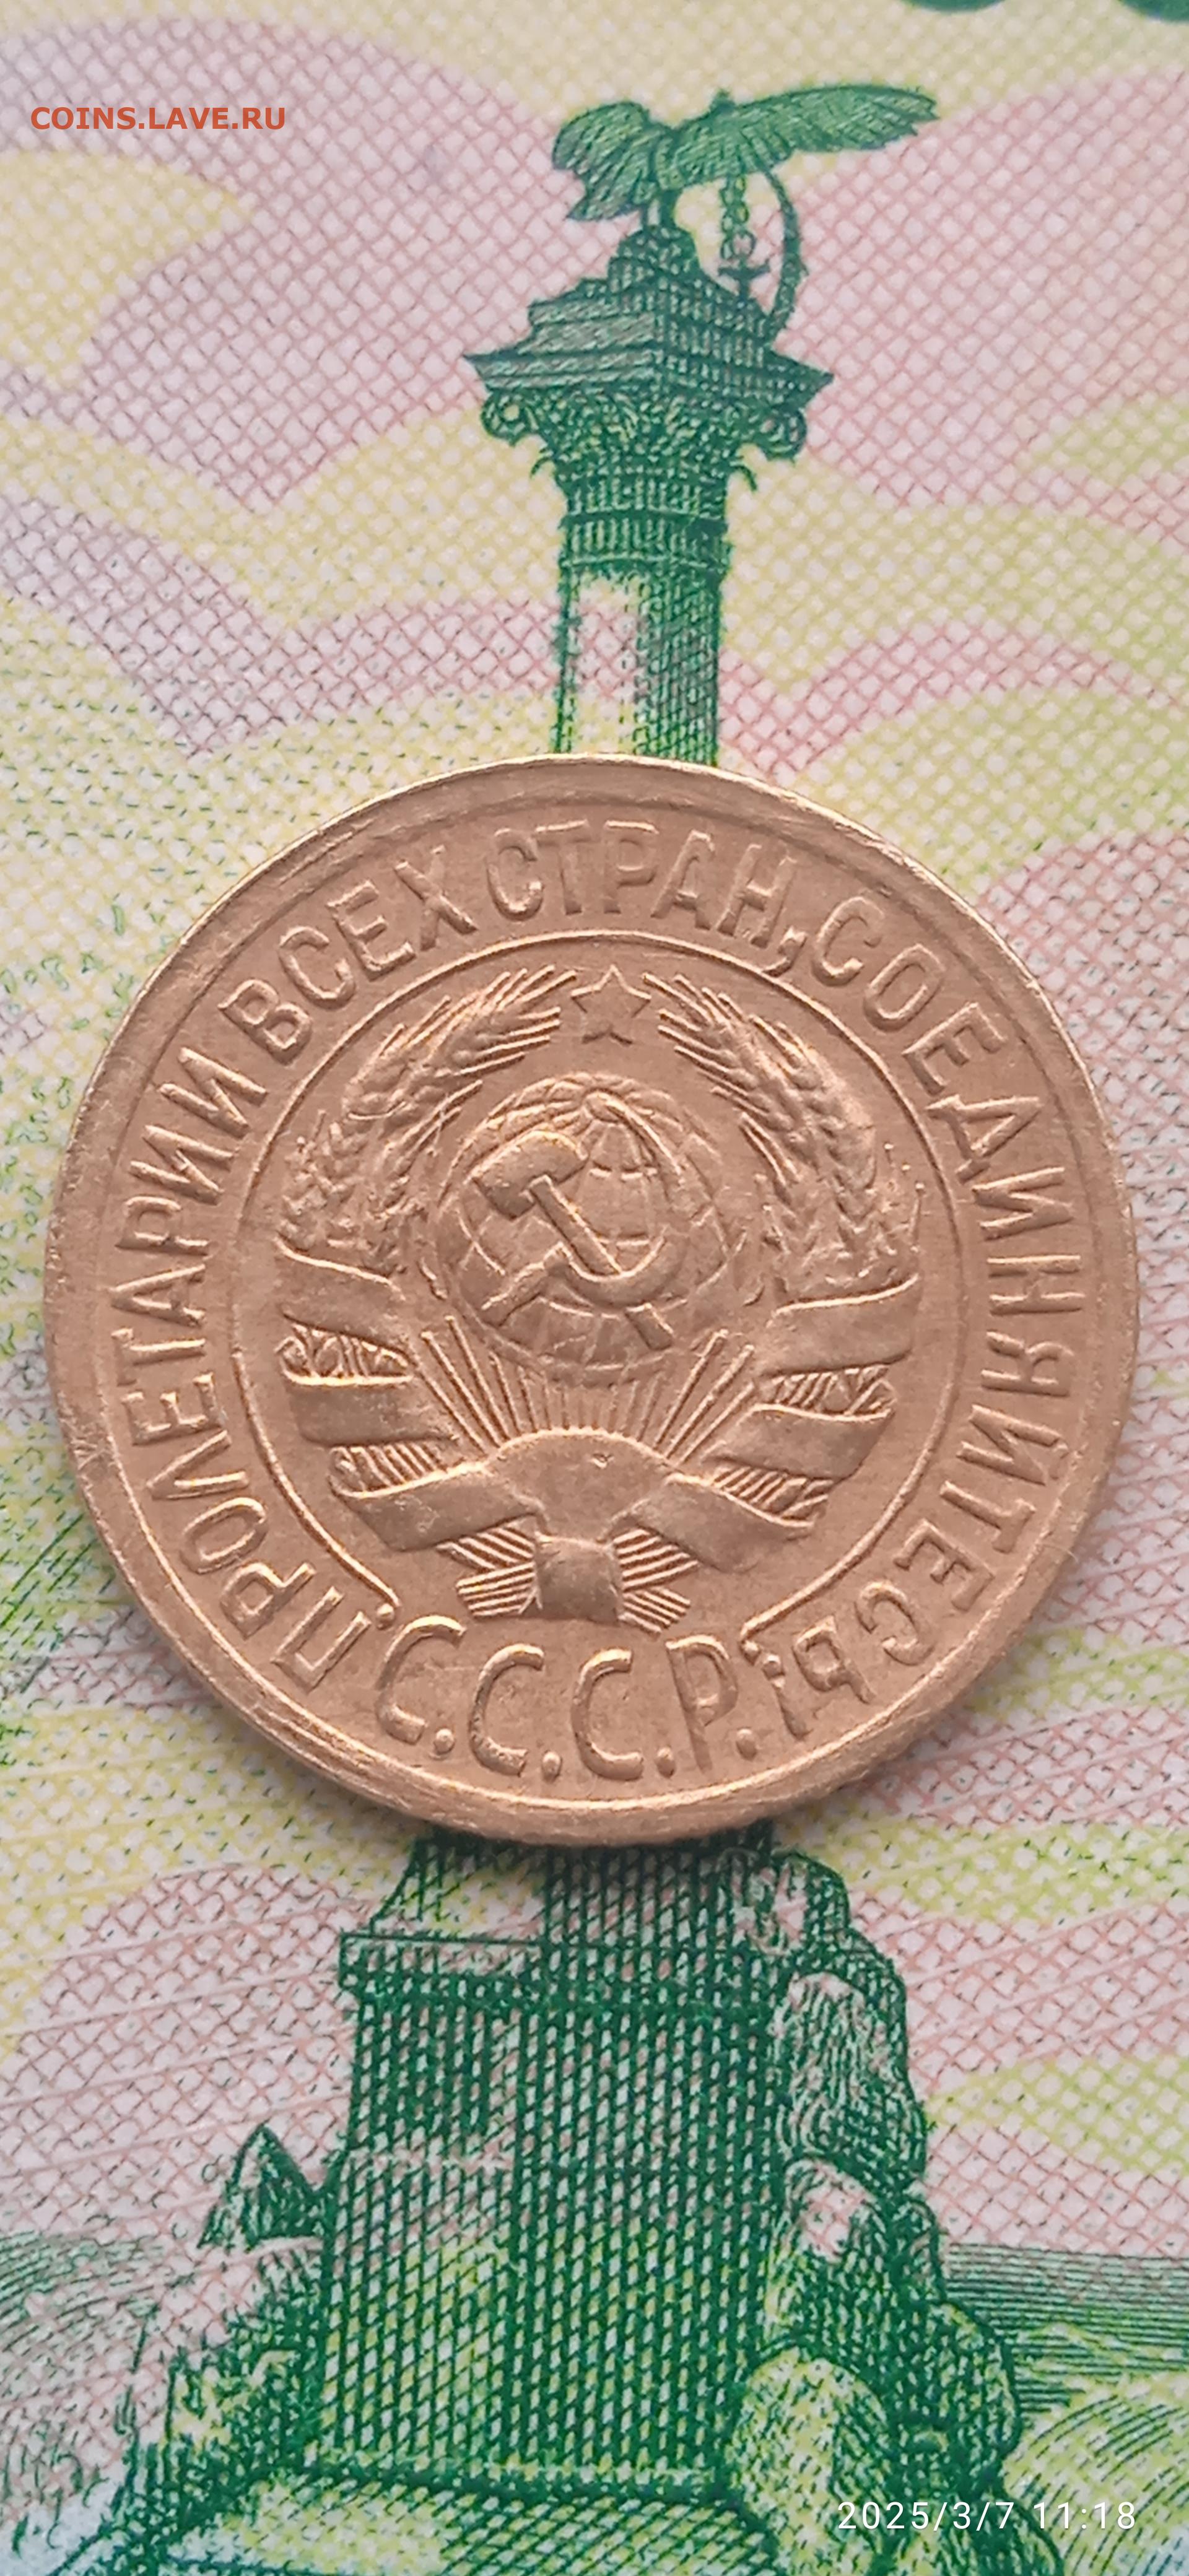 COINS.LAVE.RU
ПРОЛЕТАРИИ ВСЕХ СТРАН, СОЕДИНЯЙТЕСЬ!
С.С.С.Р.
2025/3/7 11:18